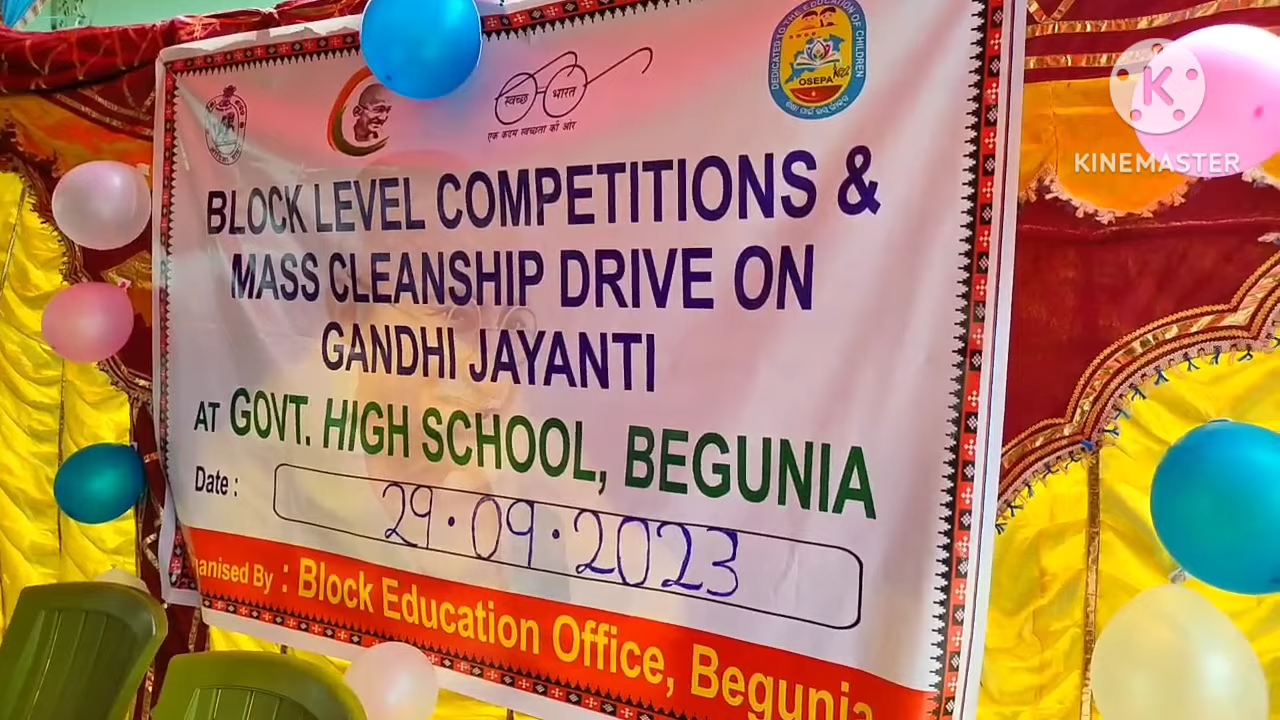 स्वच्छ भारत
एक कदम स्वच्छता की ओर
DEDICATED TO THE EDUCATION OF CHILDREN
OSEPA
KINEMASTER
BLOCK LEVEL COMPETITIONS &
MASS CLEANSHIP DRIVE ON
GANDHI JAYANTI
AT GOVT. HIGH SCHOOL, BEGUNIA
Date : 29.09.2023
anised By : Block Education Office, Begunia